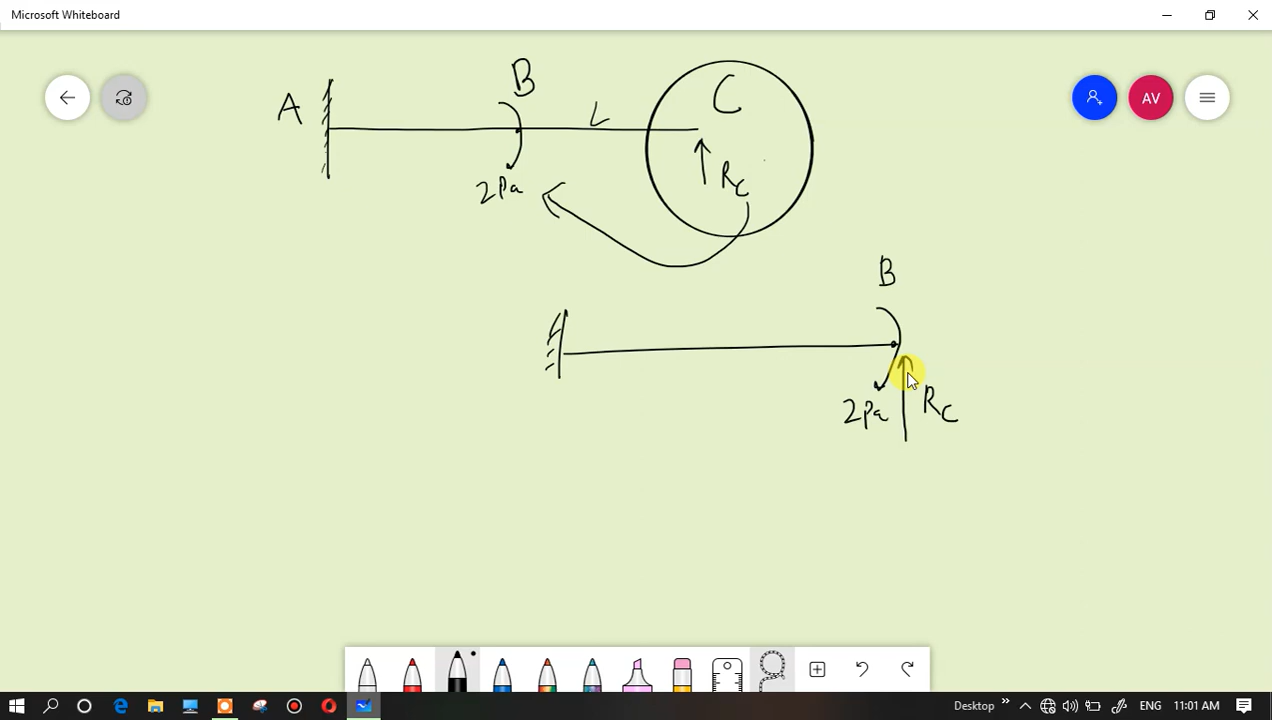 Microsoft Whiteboard
AV
B
A
C
L
2Pa
Rc
B
2Pa
Rc
Desktop
ENG
11:01 AM